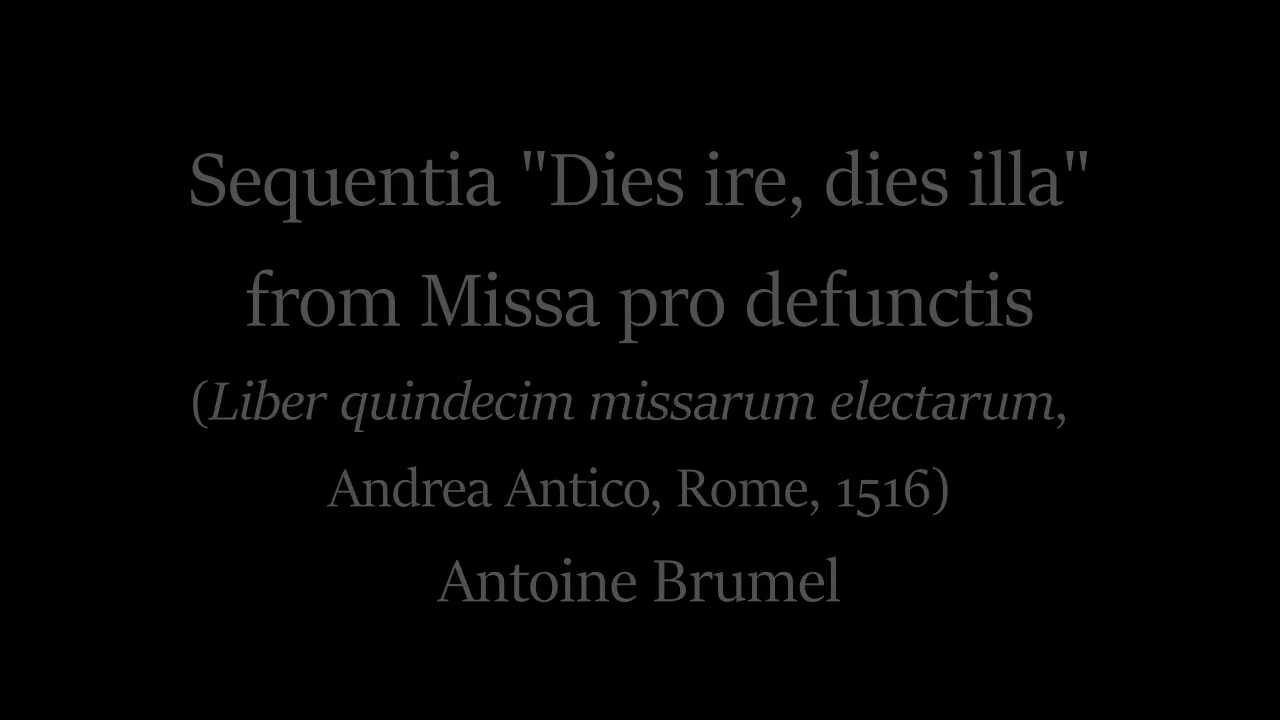 Sequentia "Dies ire, dies illa"
from Missa pro defunctis
(Liber quindecim missarum electarum,
Andrea Antico, Rome, 1516)
Antoine Brumel